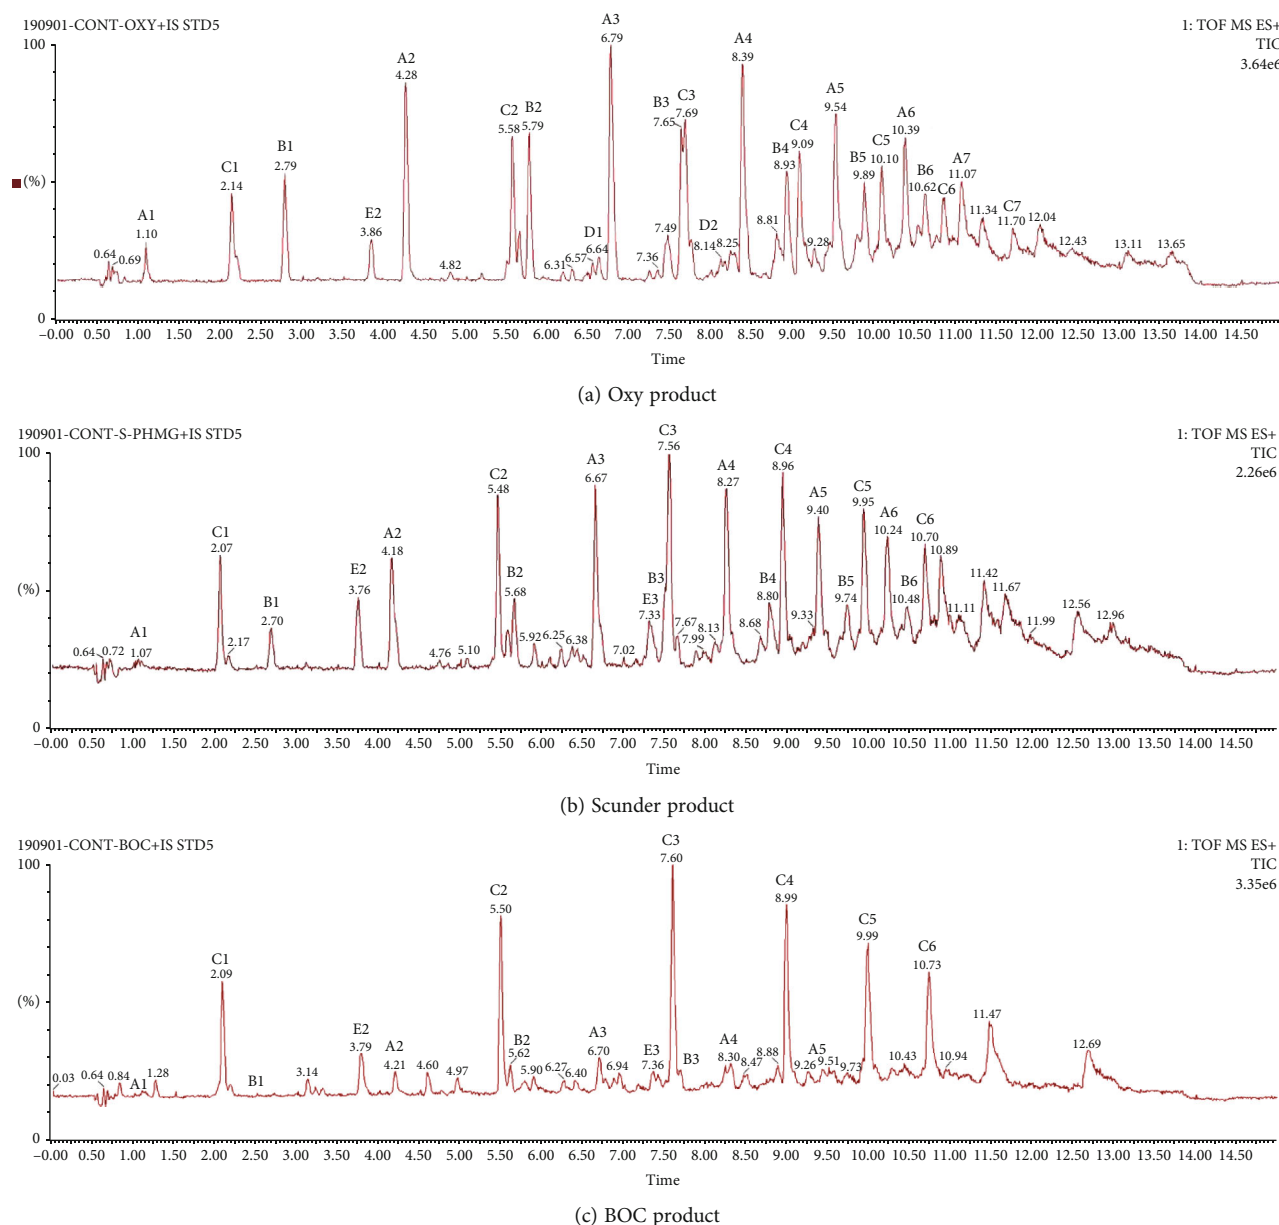 190901-CONT-OXY+IS STD5
1: TOF MS ES+
TIC
3.64e6
100
(%)
0
A1
1.10
0.64
0.69
C1
2.14
B1
2.79
E2
3.86
A2
4.28
4.82
C2
5.58
B2
5.79
6.31
6.57
D1
6.64
A3
6.79
7.36
7.49
B3
7.65
C3
7.69
D2
8.14
8.25
A4
8.39
8.81
B4
8.93
C4
9.09
9.28
A5
9.54
B5
9.89
C5
10.10
A6
10.39
B6
10.62
C6
A7
11.07
11.34
C7
11.70
12.04
12.43
13.11
13.65
–0.00 0.50 1.00 1.50 2.00 2.50 3.00 3.50 4.00 4.50 5.00 5.50 6.00 6.50 7.00 7.50 8.00 8.50 9.00 9.50 10.00 10.50 11.00 11.50 12.00 12.50 13.00 13.50 14.00 14.50
Time
(a) Oxy product
190901-CONT-S-PHMG+IS STD5
1: TOF MS ES+
TIC
2.26e6
100
(%)
0
0.64
0.72
A1
1.07
C1
2.07
2.17
B1
2.70
E2
3.76
A2
4.18
4.76
5.10
C2
5.48
B2
5.68
5.92
6.25
6.38
A3
6.67
7.02
B3
E3
7.33
C3
7.56
7.67
7.99
8.13
A4
8.27
8.68
B4
8.80
C4
8.96
9.33
A5
9.40
B5
9.74
C5
9.95
A6
10.24
B6
10.48
C6
10.70
10.89
11.11
11.42
11.67
11.99
12.56
12.96
–0.00 0.50 1.00 1.50 2.00 2.50 3.00 3.50 4.00 4.50 5.00 5.50 6.00 6.50 7.00 7.50 8.00 8.50 9.00 9.50 10.00 10.50 11.00 11.50 12.00 12.50 13.00 13.50 14.00 14.50
Time
(b) Scunder product
190901-CONT-BOC+IS STD5
1: TOF MS ES+
TIC
3.35e6
100
(%)
0
0.03
0.64
0.84
A1
1.28
C1
2.09
B1
3.14
E2
3.79
A2
4.21
4.60
4.97
C2
5.50
B2
5.62
5.90
6.27
6.40
A3
6.70
6.94
E3
7.36
C3
7.60
B3
A4
8.30
8.47
8.88
C4
8.99
9.26
A5
9.51
9.73
C5
9.99
10.43
C6
10.73
10.94
11.47
12.69
–0.00 0.50 1.00 1.50 2.00 2.50 3.00 3.50 4.00 4.50 5.00 5.50 6.00 6.50 7.00 7.50 8.00 8.50 9.00 9.50 10.00 10.50 11.00 11.50 12.00 12.50 13.00 13.50 14.00 14.50
Time
(c) BOC product